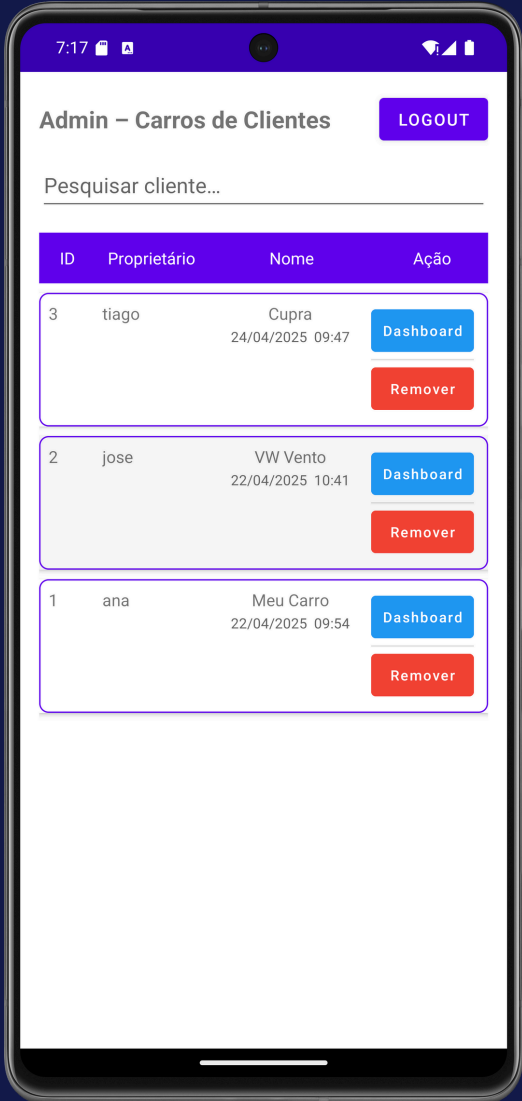 7:17
Admin – Carros de Clientes
LOGOUT
Pesquisar cliente…
ID Proprietário Nome Ação
3 tiago Cupra Dashboard
24/04/2025 09:47
Remover
2 jose VW Vento Dashboard
22/04/2025 10:41
Remover
1 ana Meu Carro Dashboard
22/04/2025 09:54
Remover